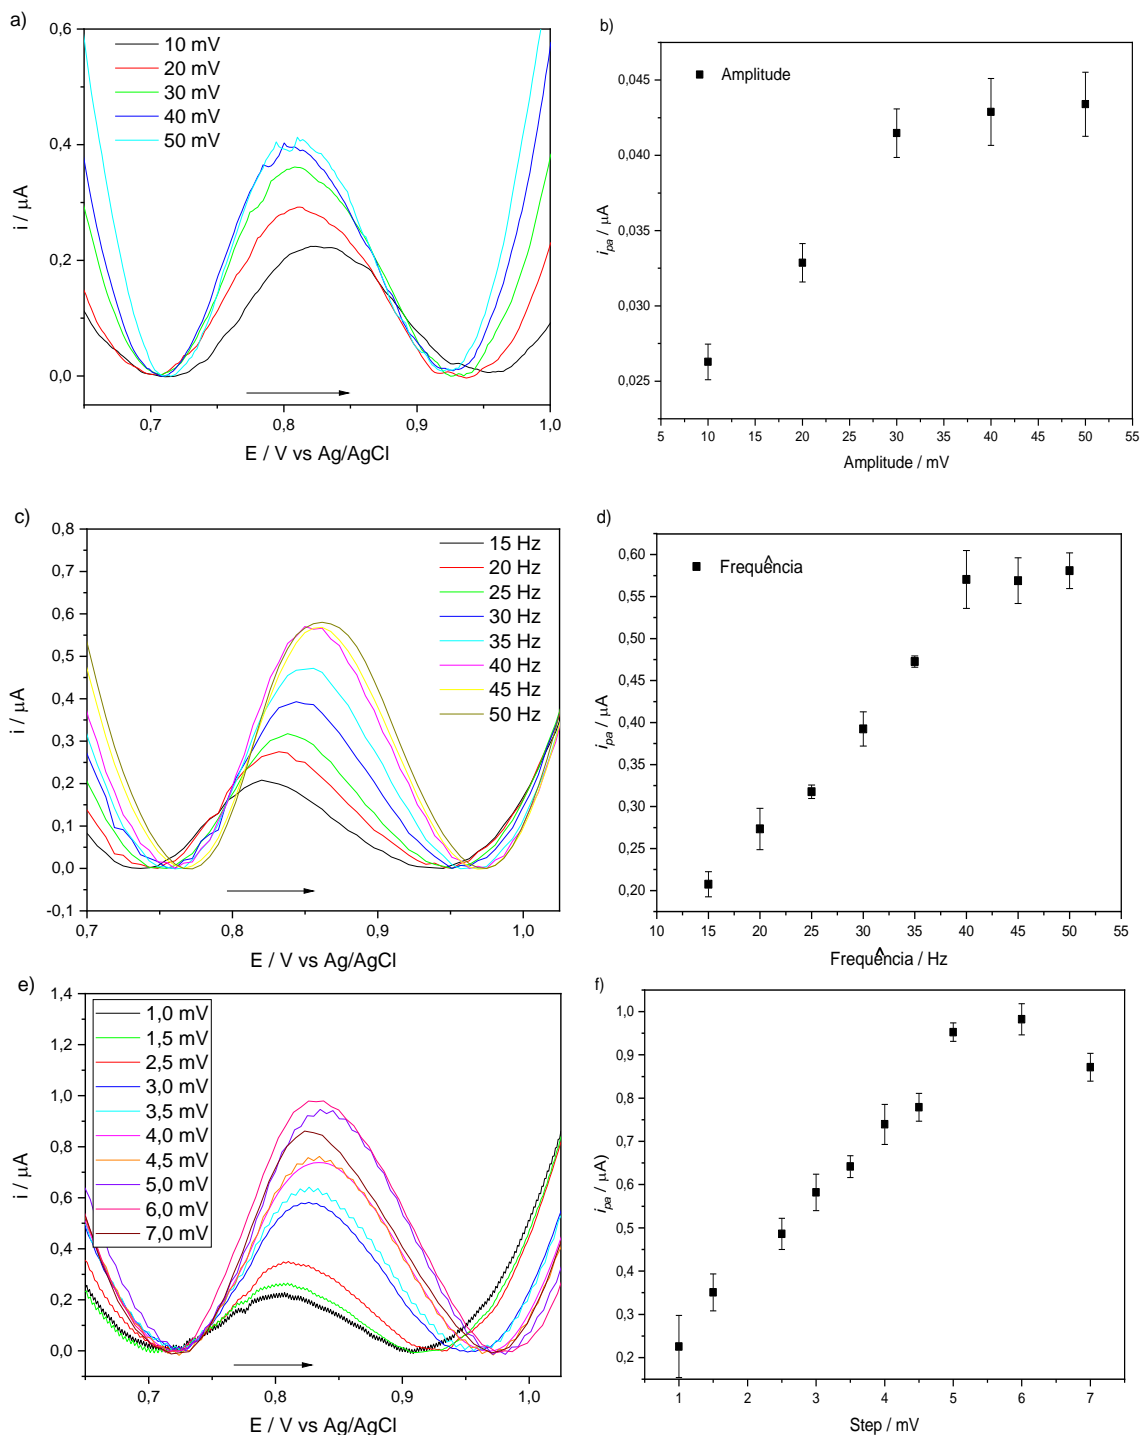 a)
0,6
0,4
0,2
0,0
i / μA
10 mV
20 mV
30 mV
40 mV
50 mV
0,7 0,8 0,9 1,0
E / V vs Ag/AgCl
b)
0,045
0,040
0,035
0,030
0,025
i_pa / μA
Amplitude
5 10 15 20 25 30 35 40 45 50 55
Amplitude / mV
c)
0,8
0,7
0,6
0,5
0,4
0,3
0,2
0,1
0,0
-0,1
i / μA
15 Hz
20 Hz
25 Hz
30 Hz
35 Hz
40 Hz
45 Hz
50 Hz
0,7 0,8 0,9 1,0
E / V vs Ag/AgCl
d)
0,60
0,55
0,50
0,45
0,40
0,35
0,30
0,25
0,20
i_pa / μA
Frequência
10 15 20 25 30 35 40 45 50 55
Frequência / Hz
e)
1,4
1,2
1,0
0,8
0,6
0,4
0,2
0,0
i / μA
1,0 mV
1,5 mV
2,5 mV
3,0 mV
3,5 mV
4,0 mV
4,5 mV
5,0 mV
6,0 mV
7,0 mV
0,7 0,8 0,9 1,0
E / V vs Ag/AgCl
f)
1,0
0,9
0,8
0,7
0,6
0,5
0,4
0,3
0,2
i_pa / μA)
1 2 3 4 5 6 7
Step / mV